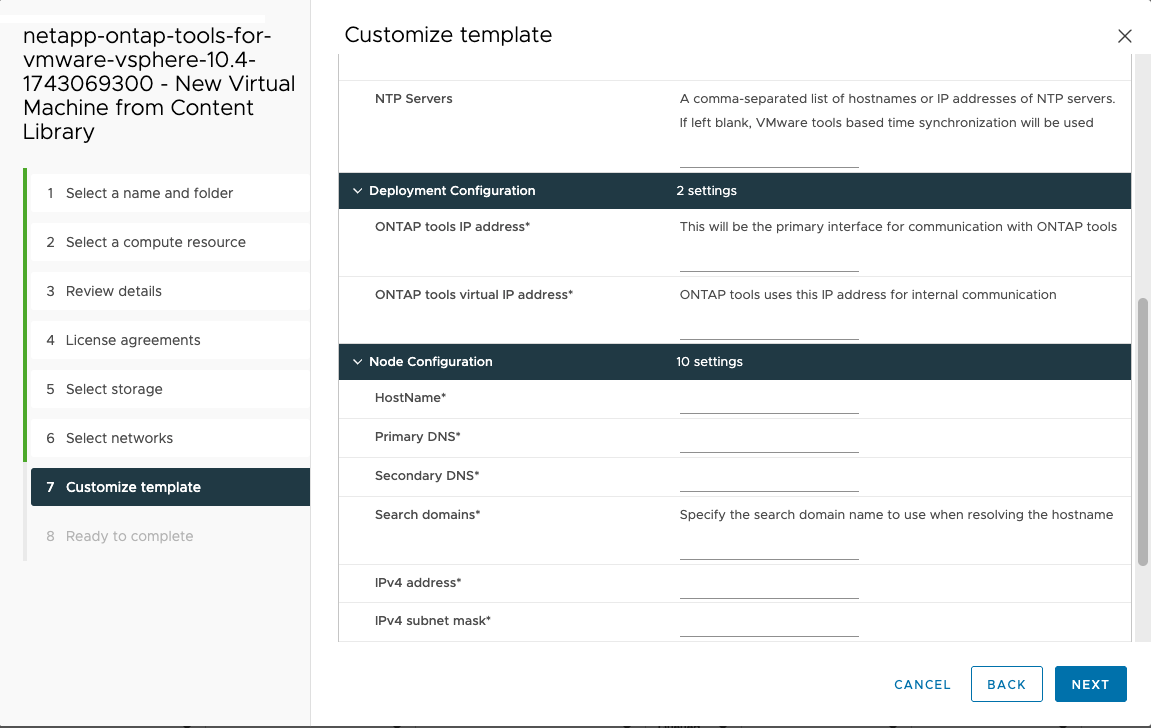 netapp-ontap-tools-for-
vmware-vsphere-10.4-
1743069300 - New Virtual
Machine from Content
Library
1 Select a name and folder
2 Select a compute resource
3 Review details
4 License agreements
5 Select storage
6 Select networks
7 Customize template
8 Ready to complete
Customize template
NTP Servers
A comma-separated list of hostnames or IP addresses of NTP servers.
If left blank, VMware tools based time synchronization will be used
Deployment Configuration 2 settings
ONTAP tools IP address* This will be the primary interface for communication with ONTAP tools
ONTAP tools virtual IP address* ONTAP tools uses this IP address for internal communication
Node Configuration 10 settings
HostName*
Primary DNS*
Secondary DNS*
Search domains* Specify the search domain name to use when resolving the hostname
IPv4 address*
IPv4 subnet mask*
CANCEL BACK NEXT